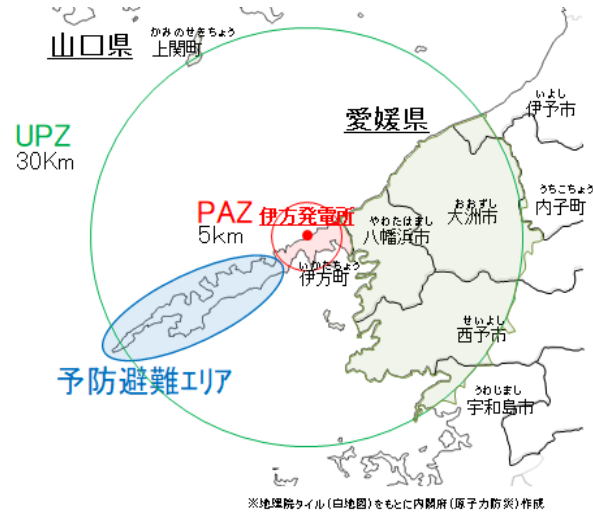 かみのせきちょう
山口県 上関町
いよし
伊予市
愛媛県
UPZ
30Km
うちこちょう
内子町
おおずし
大洲市
PAZ 伊方発電所
5km
やわたはまし
八幡浜市
いかたちょう
伊方町
せいよし
西予市
予防避難エリア
うわじまし
宇和島市
※地理院タイル(白地図)をもとに内閣府(原子力防災)作成